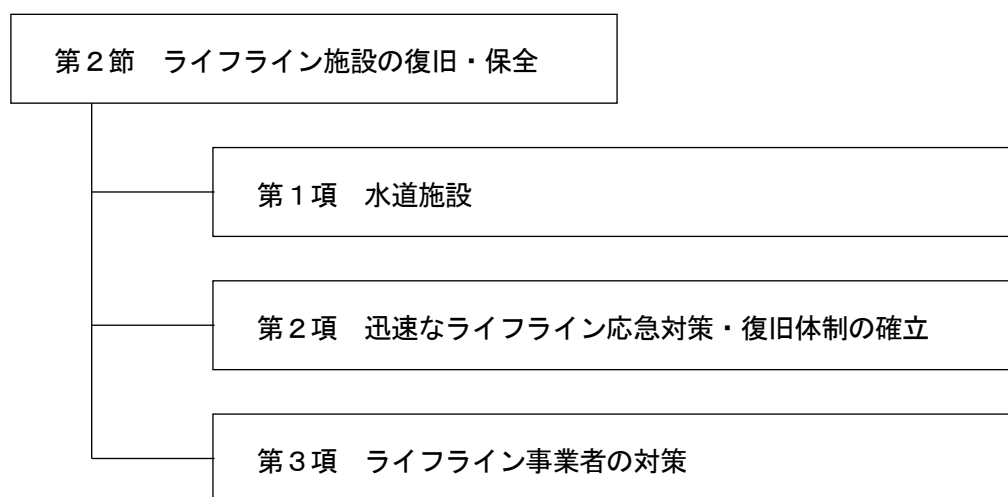 第２節　ライフライン施設の復旧・保全
第１項　水道施設
第２項　迅速なライフライン応急対策・復旧体制の確立
第３項　ライフライン事業者の対策